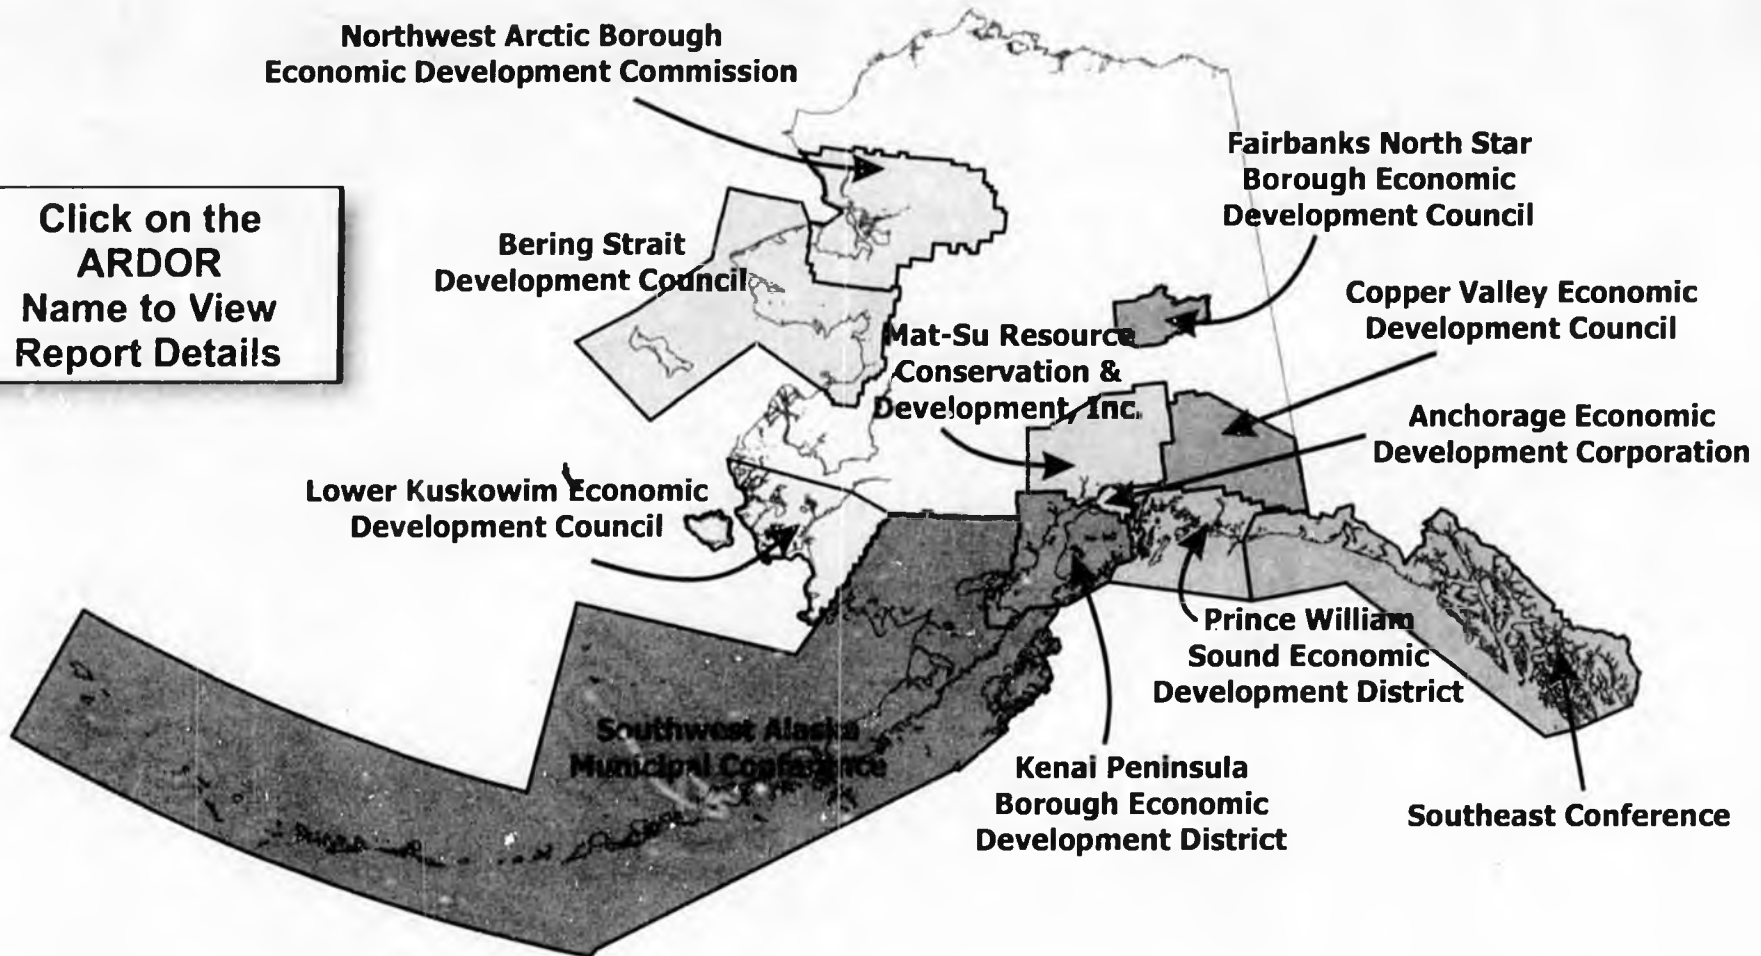 Northwest Arctic Borough
Economic Development Commission
Click on the
ARDOR
Name to View
Report Details
Bering Strait
Development Council
Fairbanks North Star
Borough Economic
Development Council
Copper Valley Economic
Development Council
Mat-Su Resource
Conservation &
Development, Inc.
Anchorage Economic
Development Corporation
Lower Kuskowim Economic
Development Council
Prince William
Sound Economic
Development District
Southwest Alaska
Municipal Conference
Kenai Peninsula
Borough Economic
Development District
Southeast Conference